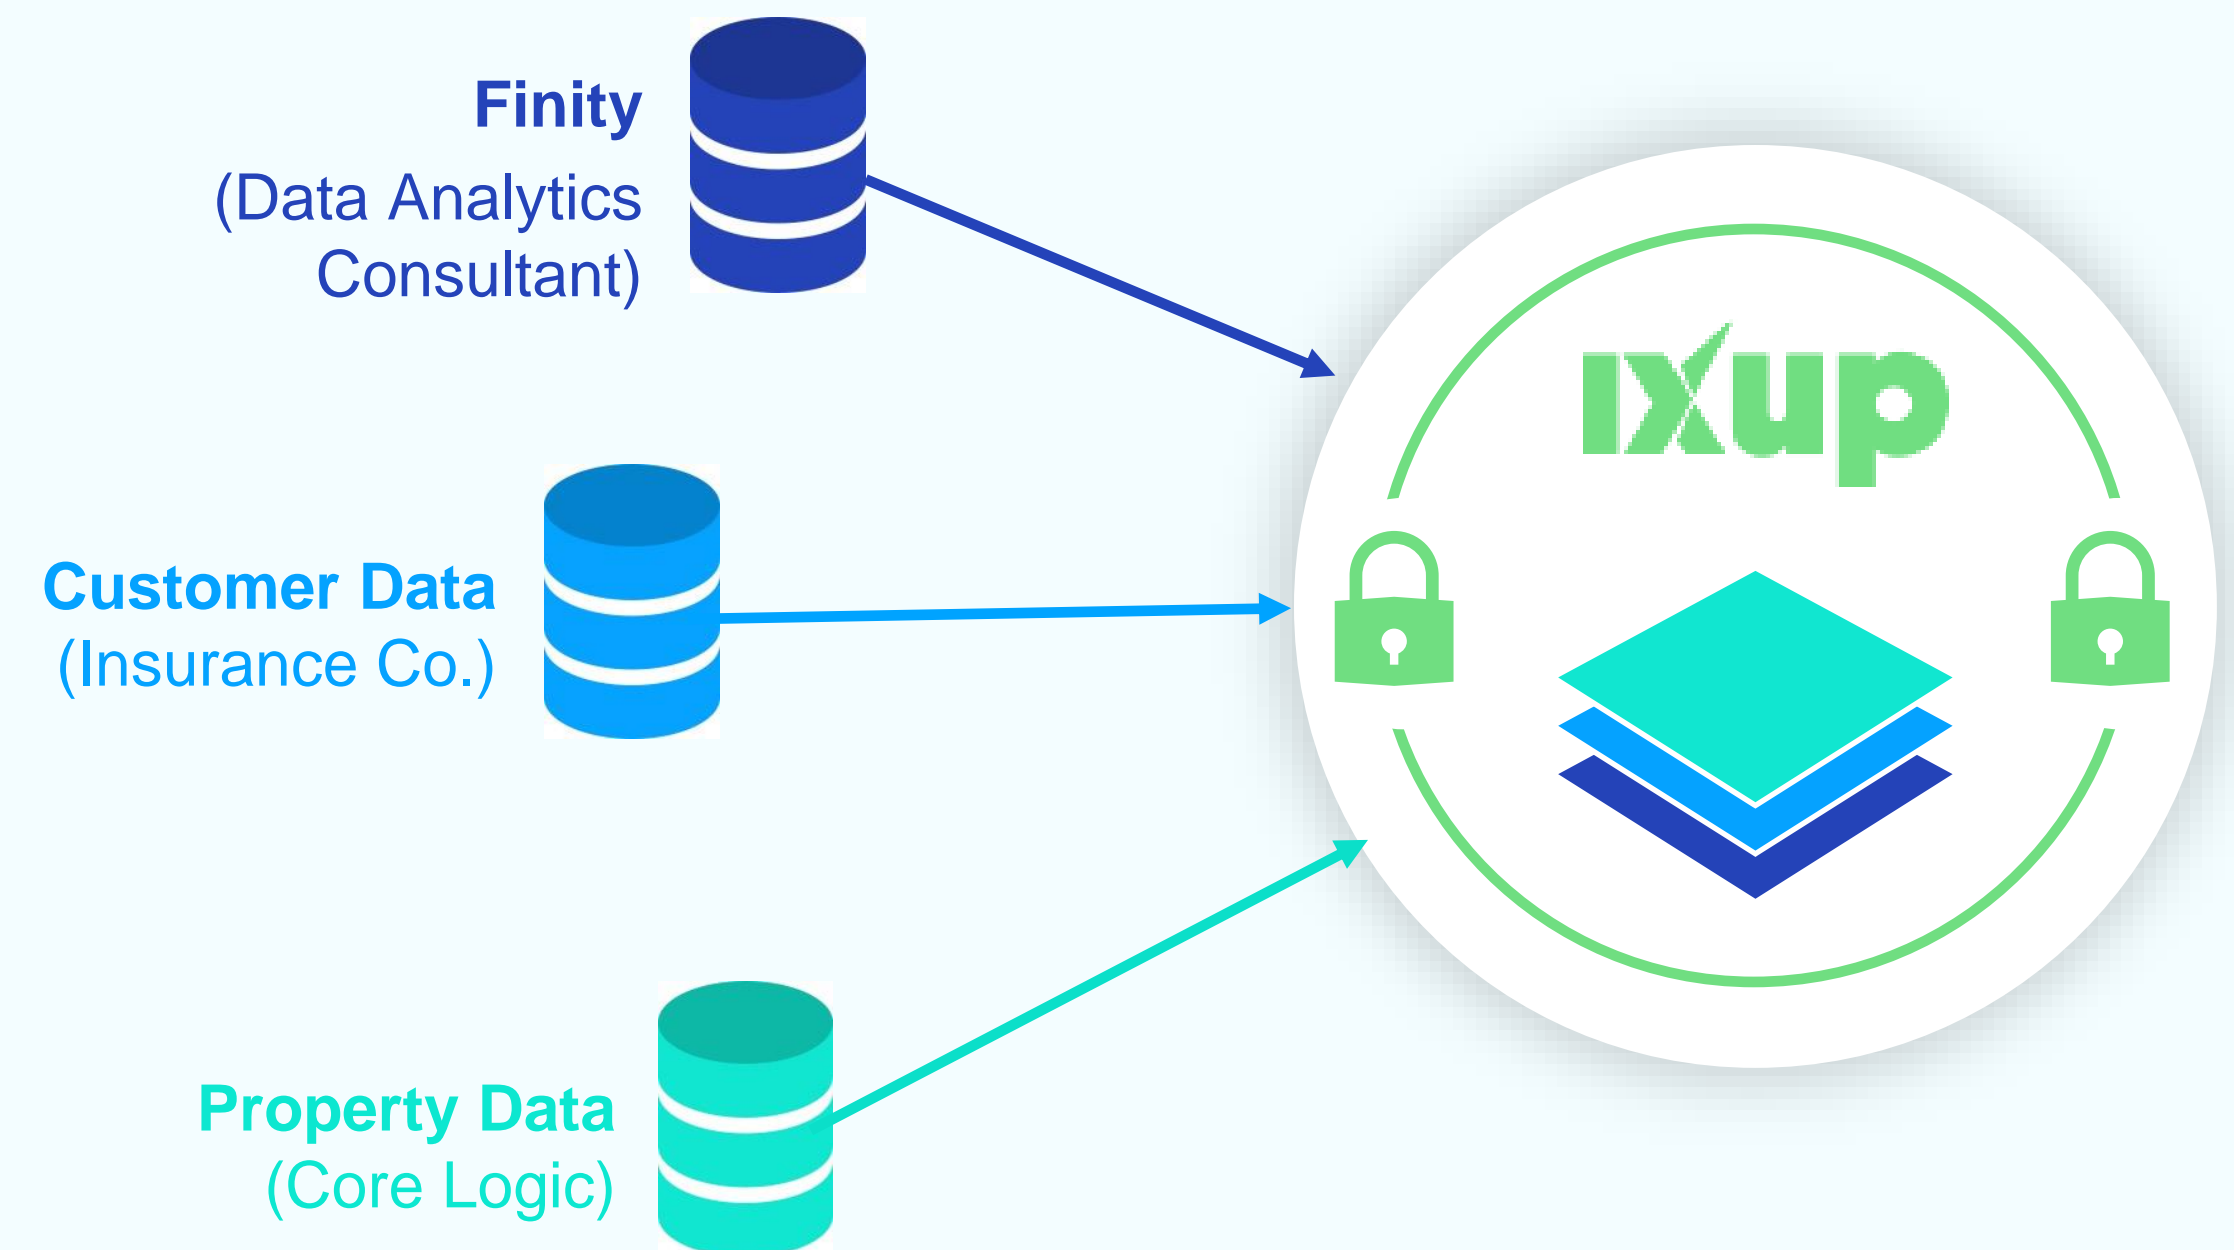 Finity
(Data Analytics
Consultant)
ixup
Customer Data
(Insurance Co.)
Property Data
(Core Logic)